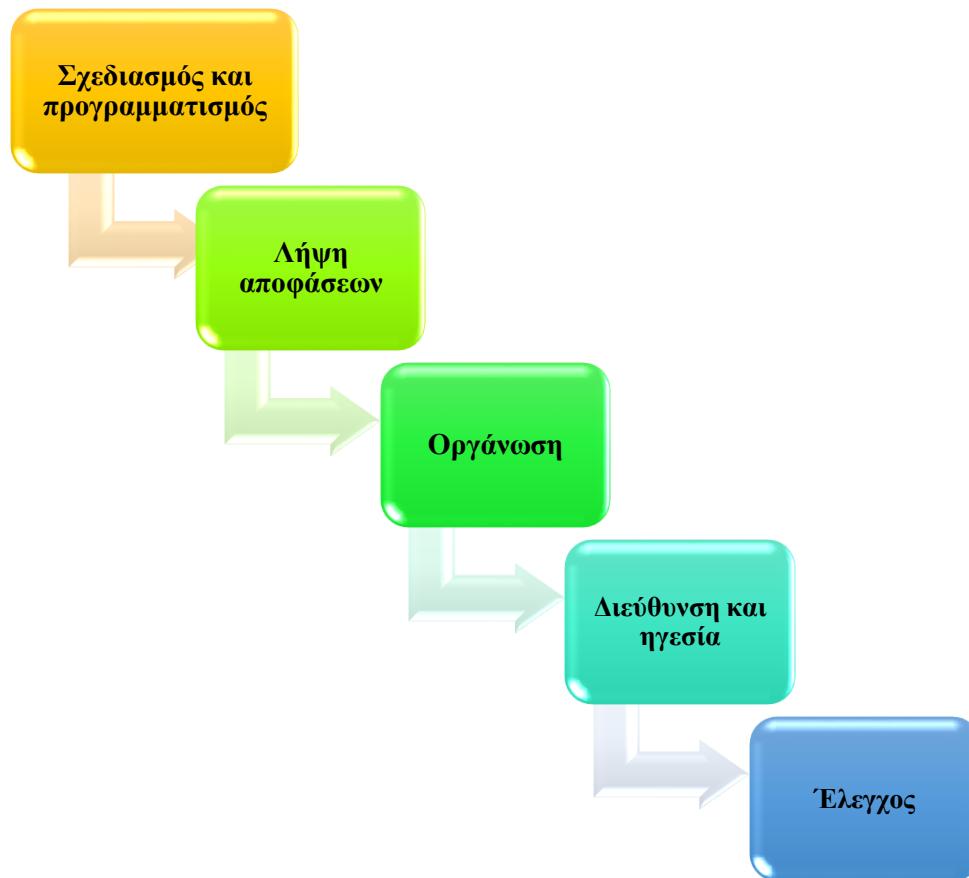 Σχεδιασμός και
προγραμματισμός
Λήψη
αποφάσεων
Οργάνωση
Διεύθυνση και
ηγεσία
Έλεγχος